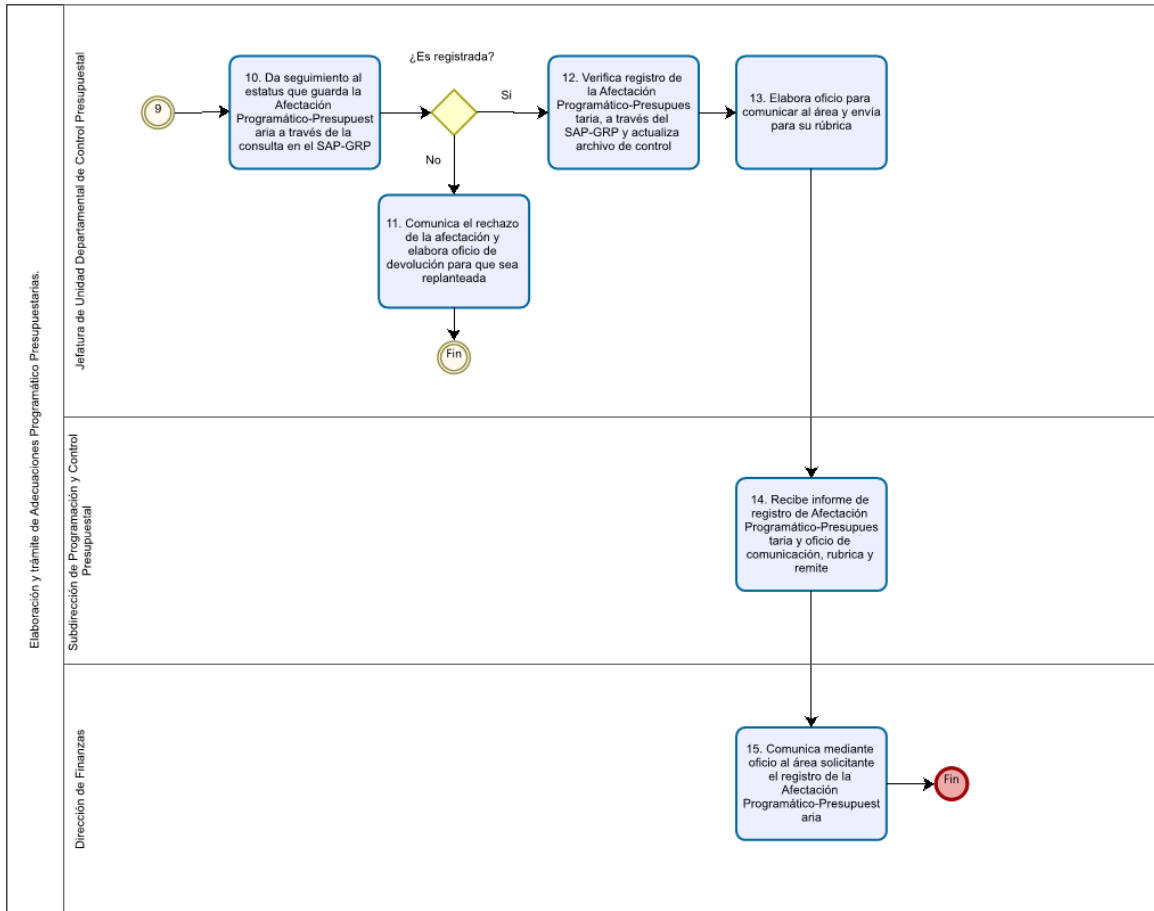 Elaboración y trámite de Adecuaciones Programático Presupuestarias.
Jefatura de Unidad Departamental de Control Presupuestal
9
10. Da seguimiento al
estatus que guarda la
Afectación
Programático-Presupuest
aria a través de la
consulta en el SAP-GRP
¿Es registrada?
Si
No
12. Verifica registro de
la Afectación
Programático-Presupues
taria, a través del
SAP-GRP y actualiza
archivo de control
13. Elabora oficio para
comunicar al área y envía
para su rúbrica
11. Comunica el rechazo
de la afectación y
elabora oficio de
devolución para que sea
replanteada
Fin
Subdirección de Programación y Control
Presupuestal
14. Recibe informe de
registro de Afectación
Programático-Presupues
taria y oficio de
comunicación, rubrica y
remite
Dirección de Finanzas
15. Comunica mediante
oficio al área solicitante
el registro de la
Afectación
Programático-Presupuest
aria
Fin